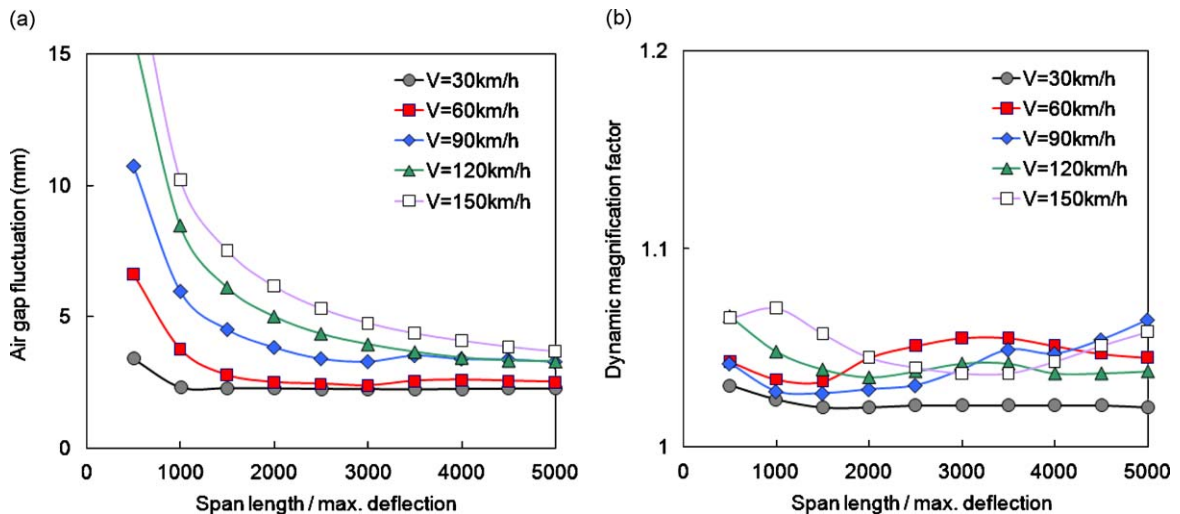 (a)
Air gap fluctuation (mm)
15
10
5
0
V=30km/h
V=60km/h
V=90km/h
V=120km/h
V=150km/h
0 1000 2000 3000 4000 5000
Span length / max. deflection
(b)
Dynamic magnification factor
1.2
1.1
1
V=30km/h
V=60km/h
V=90km/h
V=120km/h
V=150km/h
0 1000 2000 3000 4000 5000
Span length / max. deflection